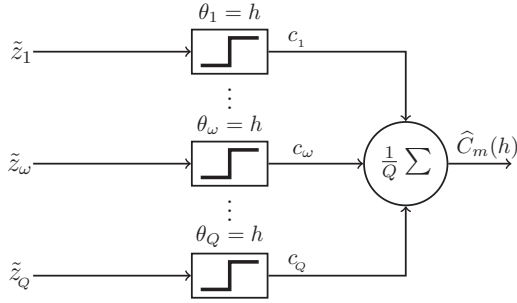 θ₁ = h
z̃₁ c₁
⋮
θ_ω = h
z̃_ω c_ω 1/Q ∑ Ĉ_m(h)
⋮
θ_Q = h
z̃_Q c_Q